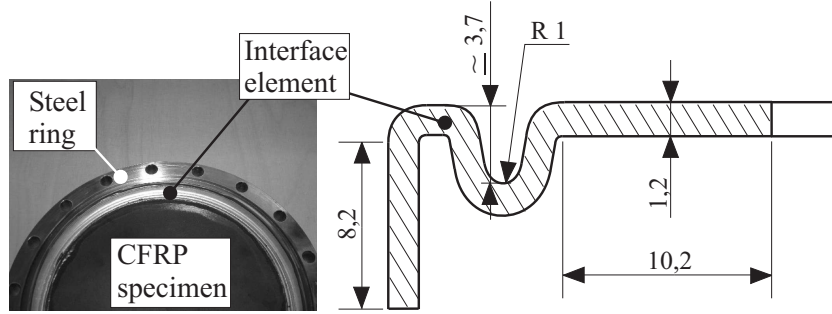 Interface
element
Steel
ring
CFRP
specimen
≃ 3,7
R 1
8,2
1,2
10,2